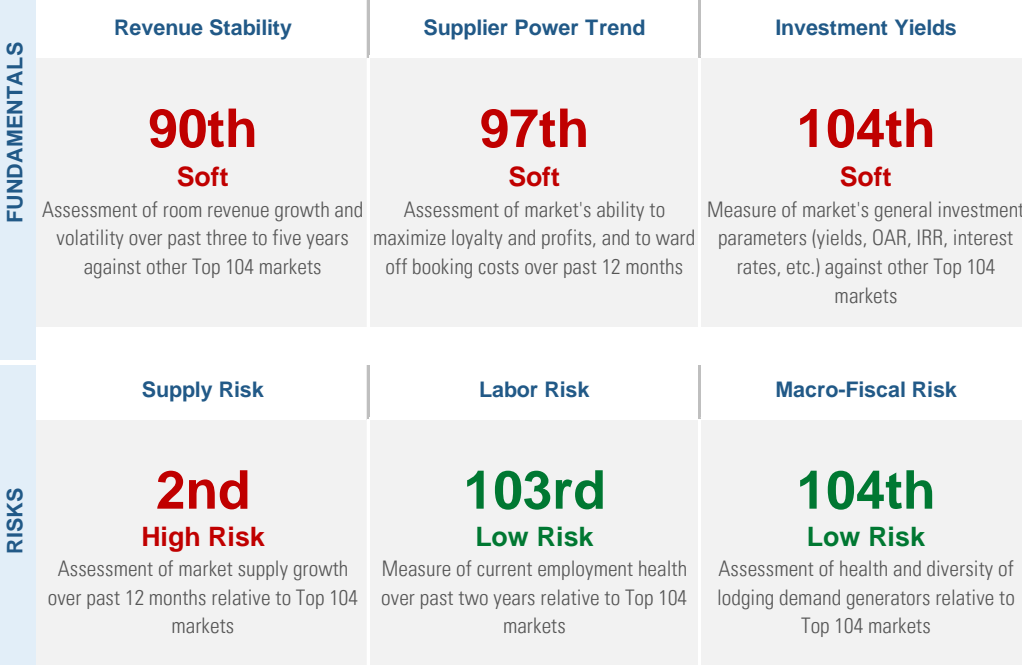 FUNDAMENTALS
Revenue Stability
90th
Soft
Assessment of room revenue growth and
volatility over past three to five years
against other Top 104 markets
Supplier Power Trend
97th
Soft
Assessment of market's ability to
maximize loyalty and profits, and to ward
off booking costs over past 12 months
Investment Yields
104th
Soft
Measure of market's general investment
parameters (yields, OAR, IRR, interest
rates, etc.) against other Top 104
markets
RISKS
Supply Risk
2nd
High Risk
Assessment of market supply growth
over past 12 months relative to Top 104
markets
Labor Risk
103rd
Low Risk
Measure of current employment health
over past two years relative to Top 104
markets
Macro-Fiscal Risk
104th
Low Risk
Assessment of health and diversity of
lodging demand generators relative to
Top 104 markets